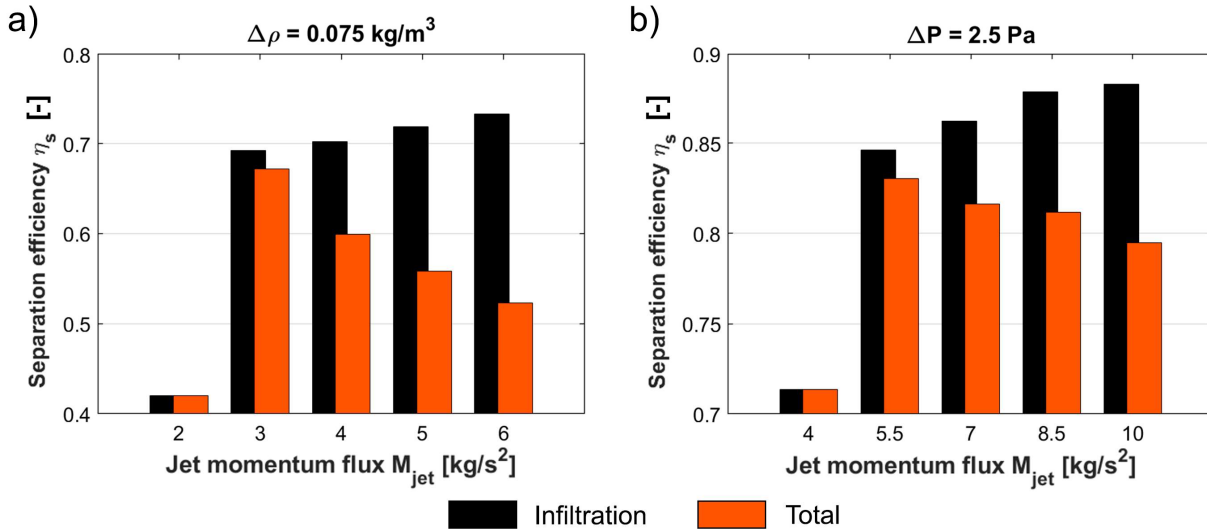 a)
Δρ = 0.075 kg/m³
Separation efficiency ηₛ [-]
0.8
0.7
0.6
0.5
0.4
2 3 4 5 6
Jet momentum flux M_jet [kg/s²]
b)
ΔP = 2.5 Pa
Separation efficiency ηₛ [-]
0.9
0.85
0.8
0.75
0.7
4 5.5 7 8.5 10
Jet momentum flux M_jet [kg/s²]
Infiltration Total